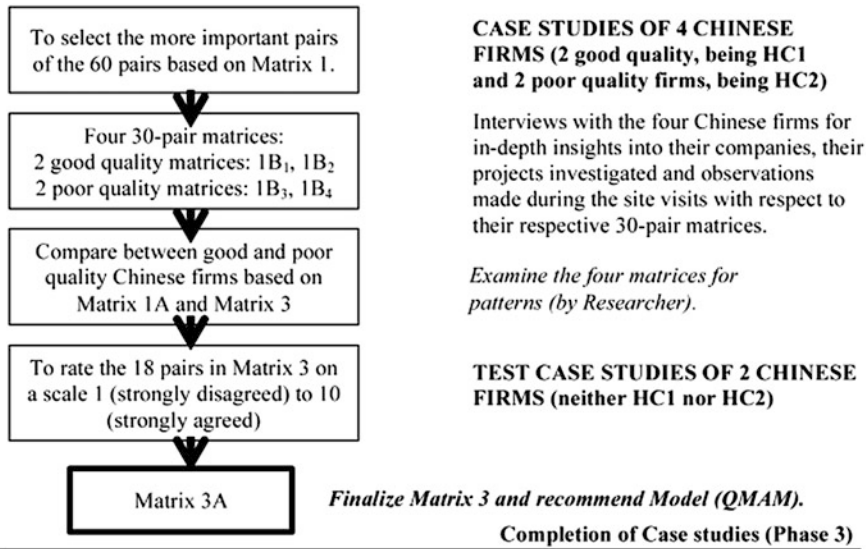 To select the more important pairs
of the 60 pairs based on Matrix 1.
CASE STUDIES OF 4 CHINESE
FIRMS (2 good quality, being HC1
and 2 poor quality firms, being HC2)
Four 30-pair matrices:
2 good quality matrices: 1B₁, 1B₂
2 poor quality matrices: 1B₃, 1B₄
Interviews with the four Chinese firms for
in-depth insights into their companies, their
projects investigated and observations
made during the site visits with respect to
their respective 30-pair matrices.
Compare between good and poor
quality Chinese firms based on
Matrix 1A and Matrix 3
Examine the four matrices for
patterns (by Researcher).
To rate the 18 pairs in Matrix 3 on
a scale 1 (strongly disagreed) to 10
(strongly agreed)
TEST CASE STUDIES OF 2 CHINESE
FIRMS (neither HC1 nor HC2)
Matrix 3A
Finalize Matrix 3 and recommend Model (QMAM).
Completion of Case studies (Phase 3)